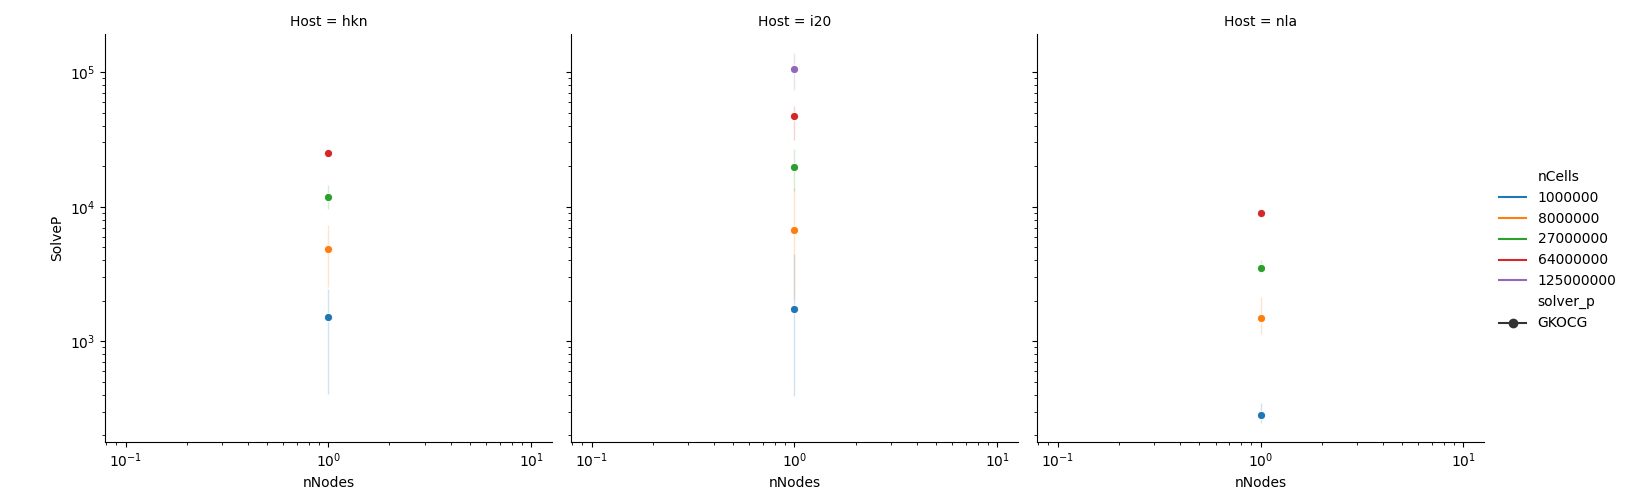 Host = hkn
Host = i20
Host = nla
10^5
10^4
10^3
SolveP
10^-1
10^0
10^1
nNodes
10^-1
10^0
10^1
nNodes
10^-1
10^0
10^1
nNodes
nCells
1000000
8000000
27000000
64000000
125000000
solver_p
GKOCG